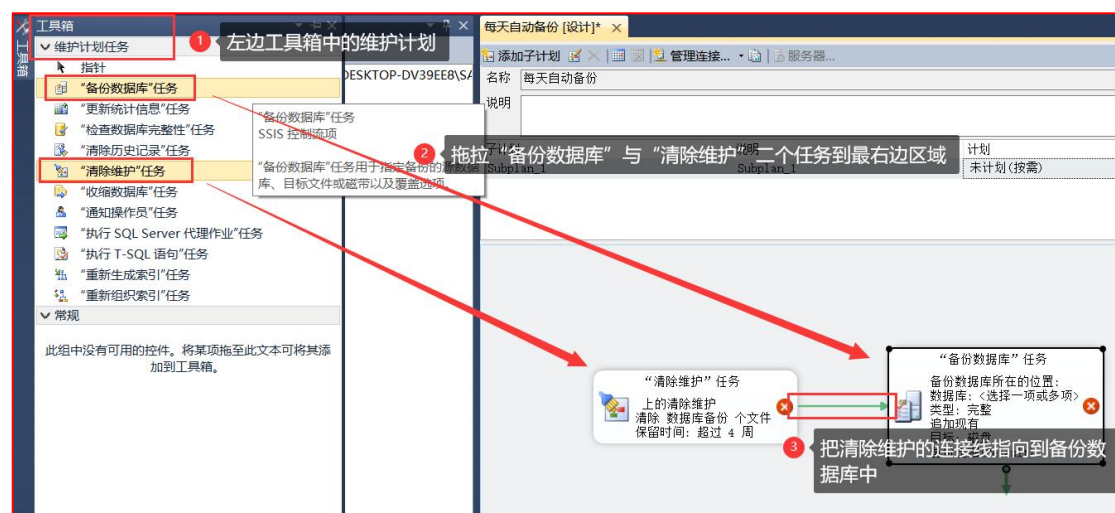 工具箱
工具箱
维护计划任务
1 左边工具箱中的维护计划
指针
“备份数据库”任务
“更新统计信息”任务
“检查数据库完整性”任务
“清除历史记录”任务
“清除维护”任务
“收缩数据库”任务
“通知操作员”任务
“执行 SQL Server 代理作业”任务
“执行 T-SQL 语句”任务
“重新生成索引”任务
“重新组织索引”任务
常规
此组中没有可用的控件。将某项拖至此文本可将其添
加到工具箱。
DESKTOP-DV39EE8\SA
“备份数据库”任务
SSIS 控制流项
“备份数据库”任务用于指定备份的源数据
库、目标文件或磁带以及覆盖选项。
每天自动备份 [设计]*
添加子计划
管理连接...
服务器...
名称 每天自动备份
说明
2 拖拉“备份数据库”与“清除维护”二个任务到最右边区域
子计划 说明 计划
Subplan_1 Subplan_1 未计划(按需)
“清除维护”任务
上的清除维护
清除 数据库备份 个文件
保留时间: 超过 4 周
“备份数据库”任务
备份数据库所在的位置:
数据库: <选择一项或多项>
类型: 完整
追加现有
目标: 磁盘
3 把清除维护的连接线指向到备份数
据库中